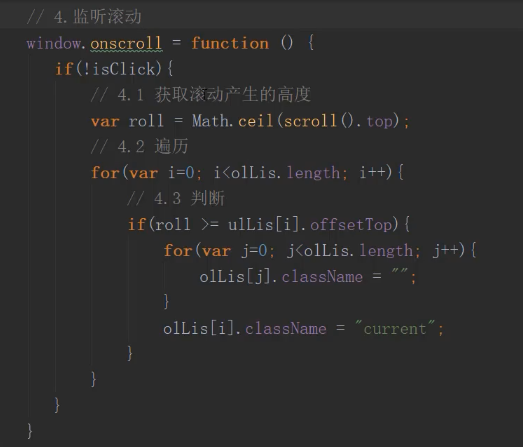 // 4.监听滚动
window.onscroll = function () {
if(!isClick){
// 4.1 获取滚动产生的高度
var roll = Math.ceil(scroll().top);
// 4.2 遍历
for(var i=0; i<olLis.length; i++){
// 4.3 判断
if(roll >= ulLis[i].offsetTop){
for(var j=0; j<olLis.length; j++){
olLis[j].className = "";
}
olLis[i].className = "current";
}
}
}
}